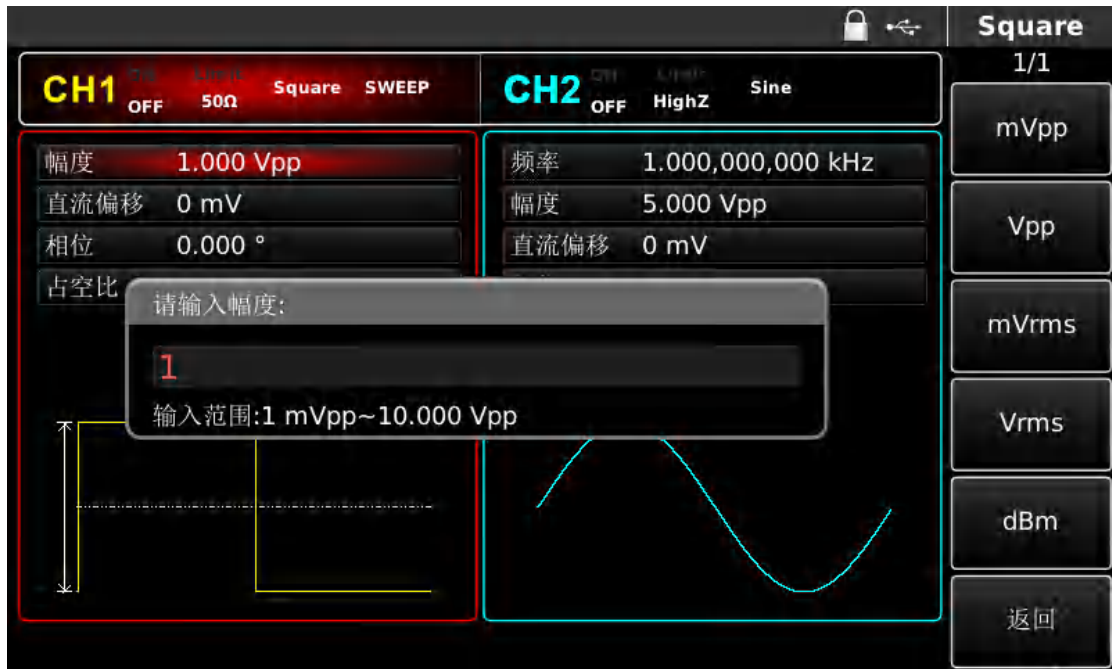 Square
1/1
CH1 OFF 50Ω Square SWEEP
CH2 OFF HighZ Sine
幅度 1.000 Vpp
直流偏移 0 mV
相位 0.000 °
占空比
频率 1.000,000,000 kHz
幅度 5.000 Vpp
直流偏移 0 mV
请输入幅度:
1
输入范围:1 mVpp~10.000 Vpp
mVpp
Vpp
mVrms
Vrms
dBm
返回